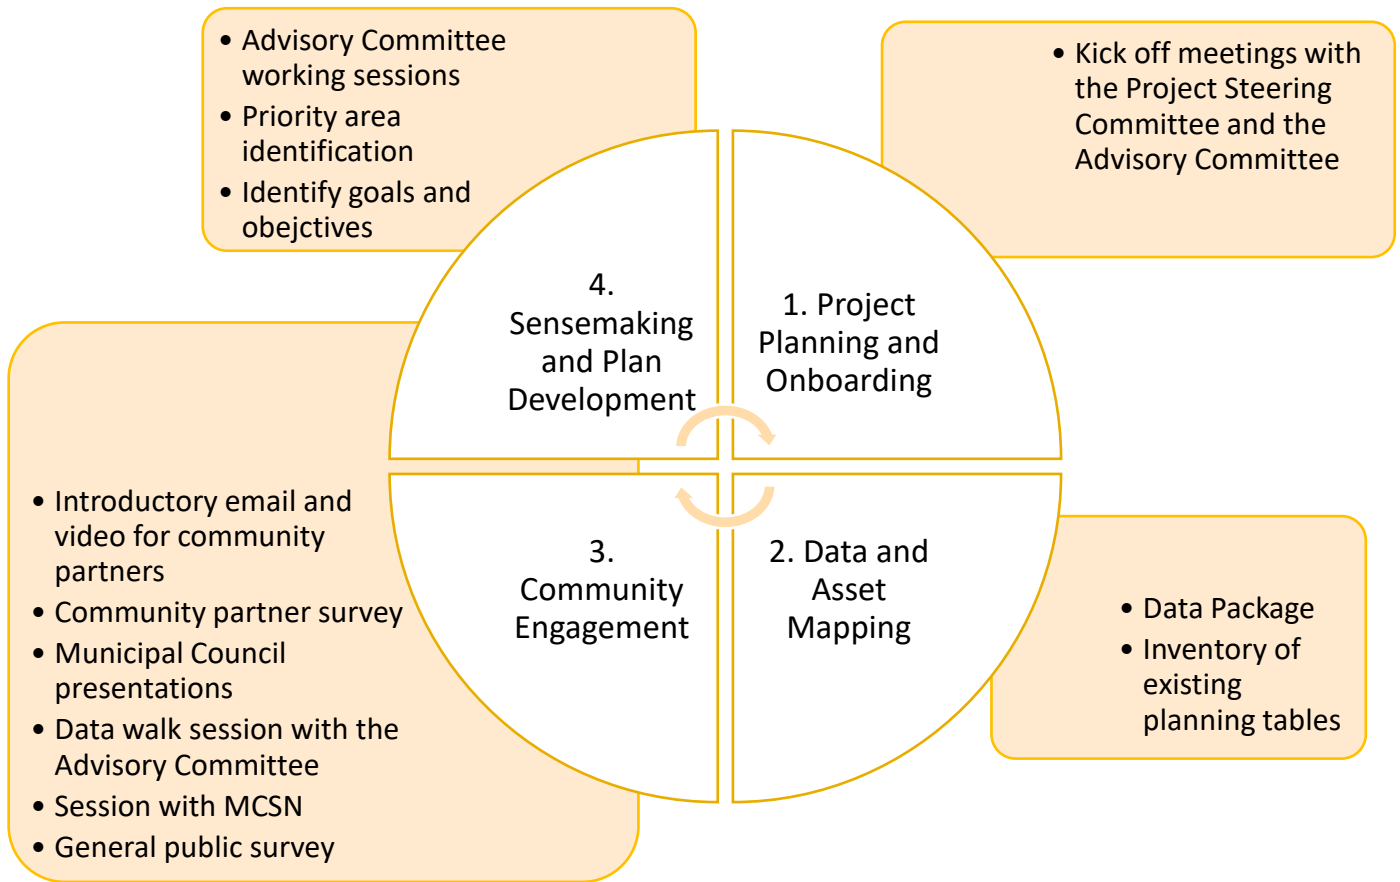 • Advisory Committee
working sessions
• Priority area
identification
• Identify goals and
obejctives
• Kick off meetings with
the Project Steering
Committee and the
Advisory Committee
4.
Sensemaking
and Plan
Development
1. Project
Planning and
Onboarding
3.
Community
Engagement
2. Data and
Asset
Mapping
• Introductory email and
video for community
partners
• Community partner survey
• Municipal Council
presentations
• Data walk session with the
Advisory Committee
• Session with MCSN
• General public survey
• Data Package
• Inventory of
existing
planning tables